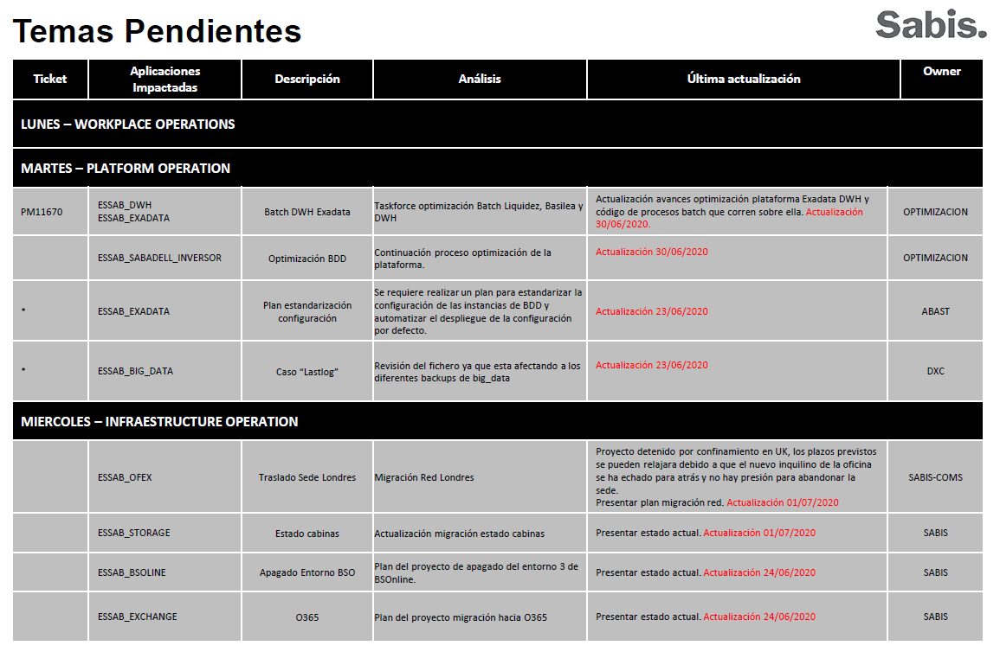 Temas Pendientes
Sabis.
Ticket
Aplicaciones
Impactadas
Descripción
Análisis
Última actualización
Owner
LUNES – WORKPLACE OPERATIONS
MARTES – PLATFORM OPERATION
PM11670
ESSAB_DWH
ESSAB_EXADATA
Batch DWH Exadata
Taskforce optimización Batch Liquidez, Basilea y
DWH
Actualización avances optimización plataforma Exadata DWH y
código de procesos batch que corren sobre ella. Actualización
30/06/2020.
OPTIMIZACION
ESSAB_SABADELL_INVERSOR
Optimización BDD
Continuación proceso optimización de la
plataforma.
Actualización 30/06/2020
OPTIMIZACION
*
ESSAB_EXADATA
Plan estandarización
configuración
Se requiere realizar un plan para estandarizar la
configuración de las instancias de BDD y
automatizar el despliegue de la configuración
por defecto.
Actualización 23/06/2020
ABAST
*
ESSAB_BIG_DATA
Caso “Lastlog”
Revisión del fichero ya que esta afectando a los
diferentes backups de big_data
Actualización 23/06/2020
DXC
MIERCOLES – INFRAESTRUCTURE OPERATION
ESSAB_OFEX
Traslado Sede Londres
Migración Red Londres
Proyecto detenido por confinamiento en UK, los plazos previstos
se pueden relajara debido a que el nuevo inquilino de la oficina
se ha echado para atrás y no hay presión para abandonar la
sede.
Presentar plan migración red. Actualización 01/07/2020
SABIS-COMS
ESSAB_STORAGE
Estado cabinas
Actualización migración estado cabinas
Presentar estado actual. Actualización 01/07/2020
SABIS
ESSAB_BSOLINE
Apagado Entorno BSO
Plan del proyecto de apagado del entorno 3 de
BSOnline.
Presentar estado actual. Actualización 24/06/2020
SABIS
ESSAB_EXCHANGE
O365
Plan del proyecto migración hacia O365
Presentar estado actual. Actualización 24/06/2020
SABIS